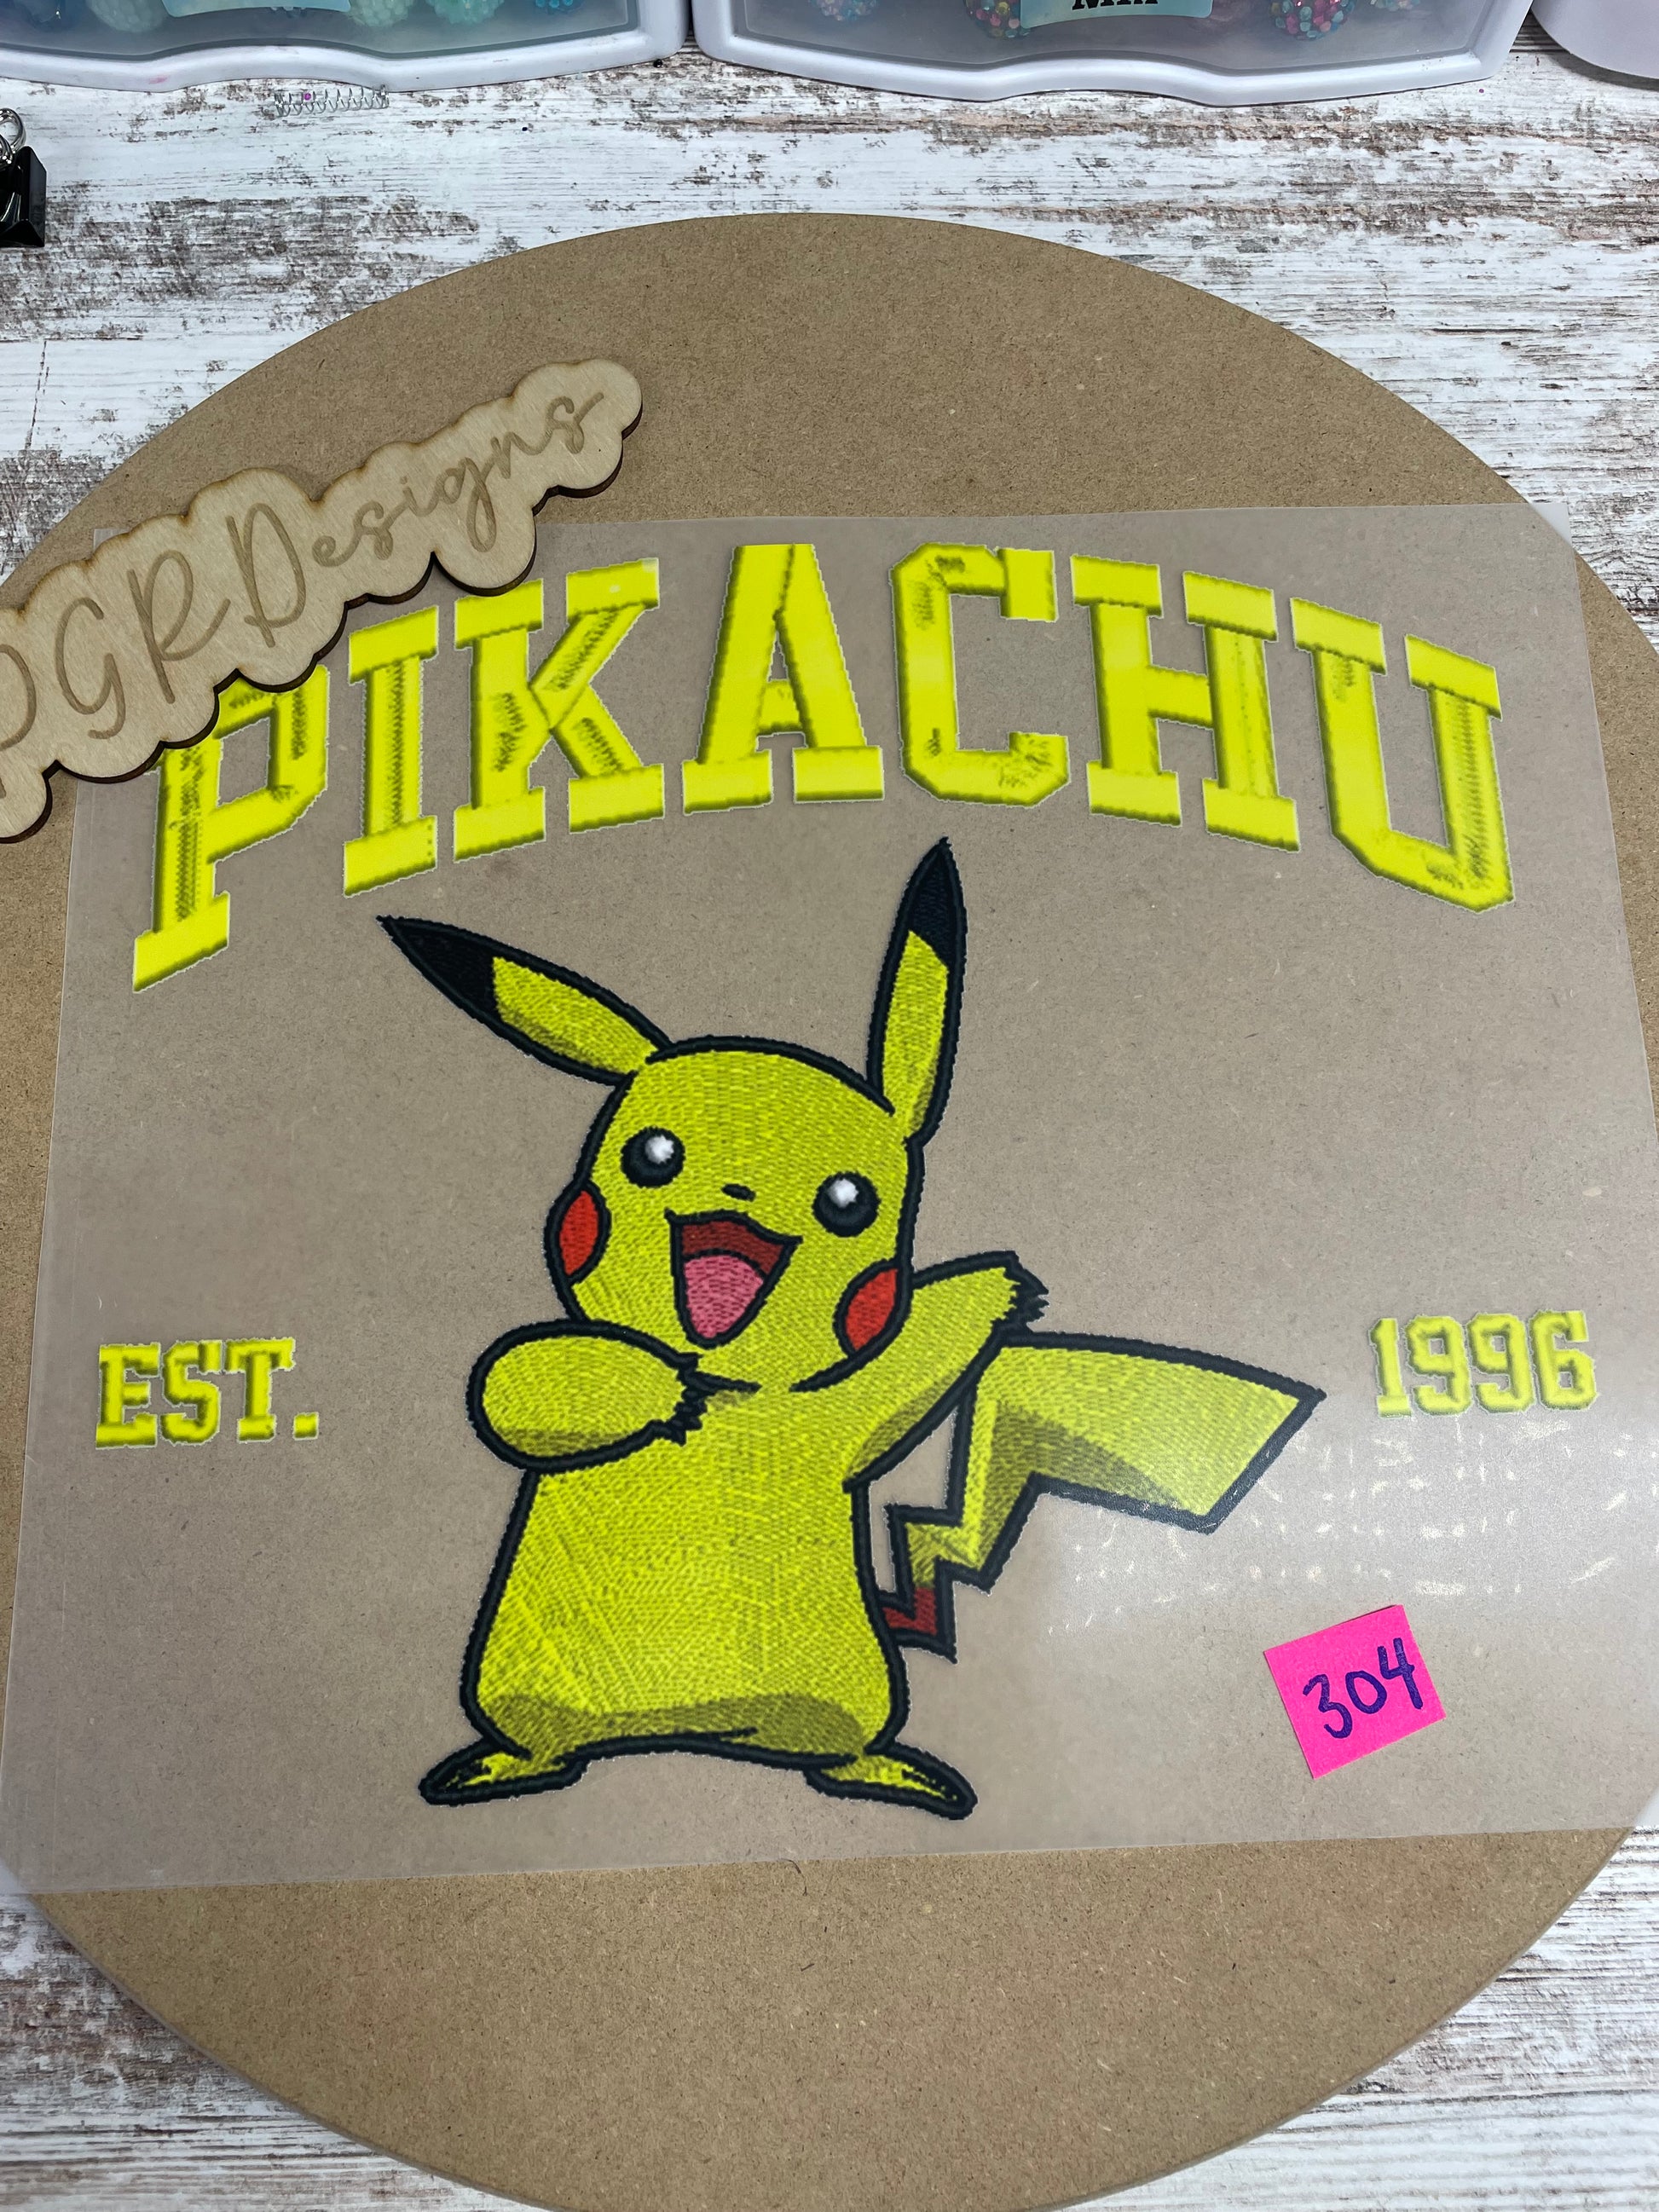 PGRDesigns
PIKACHU
EST. 1996
304